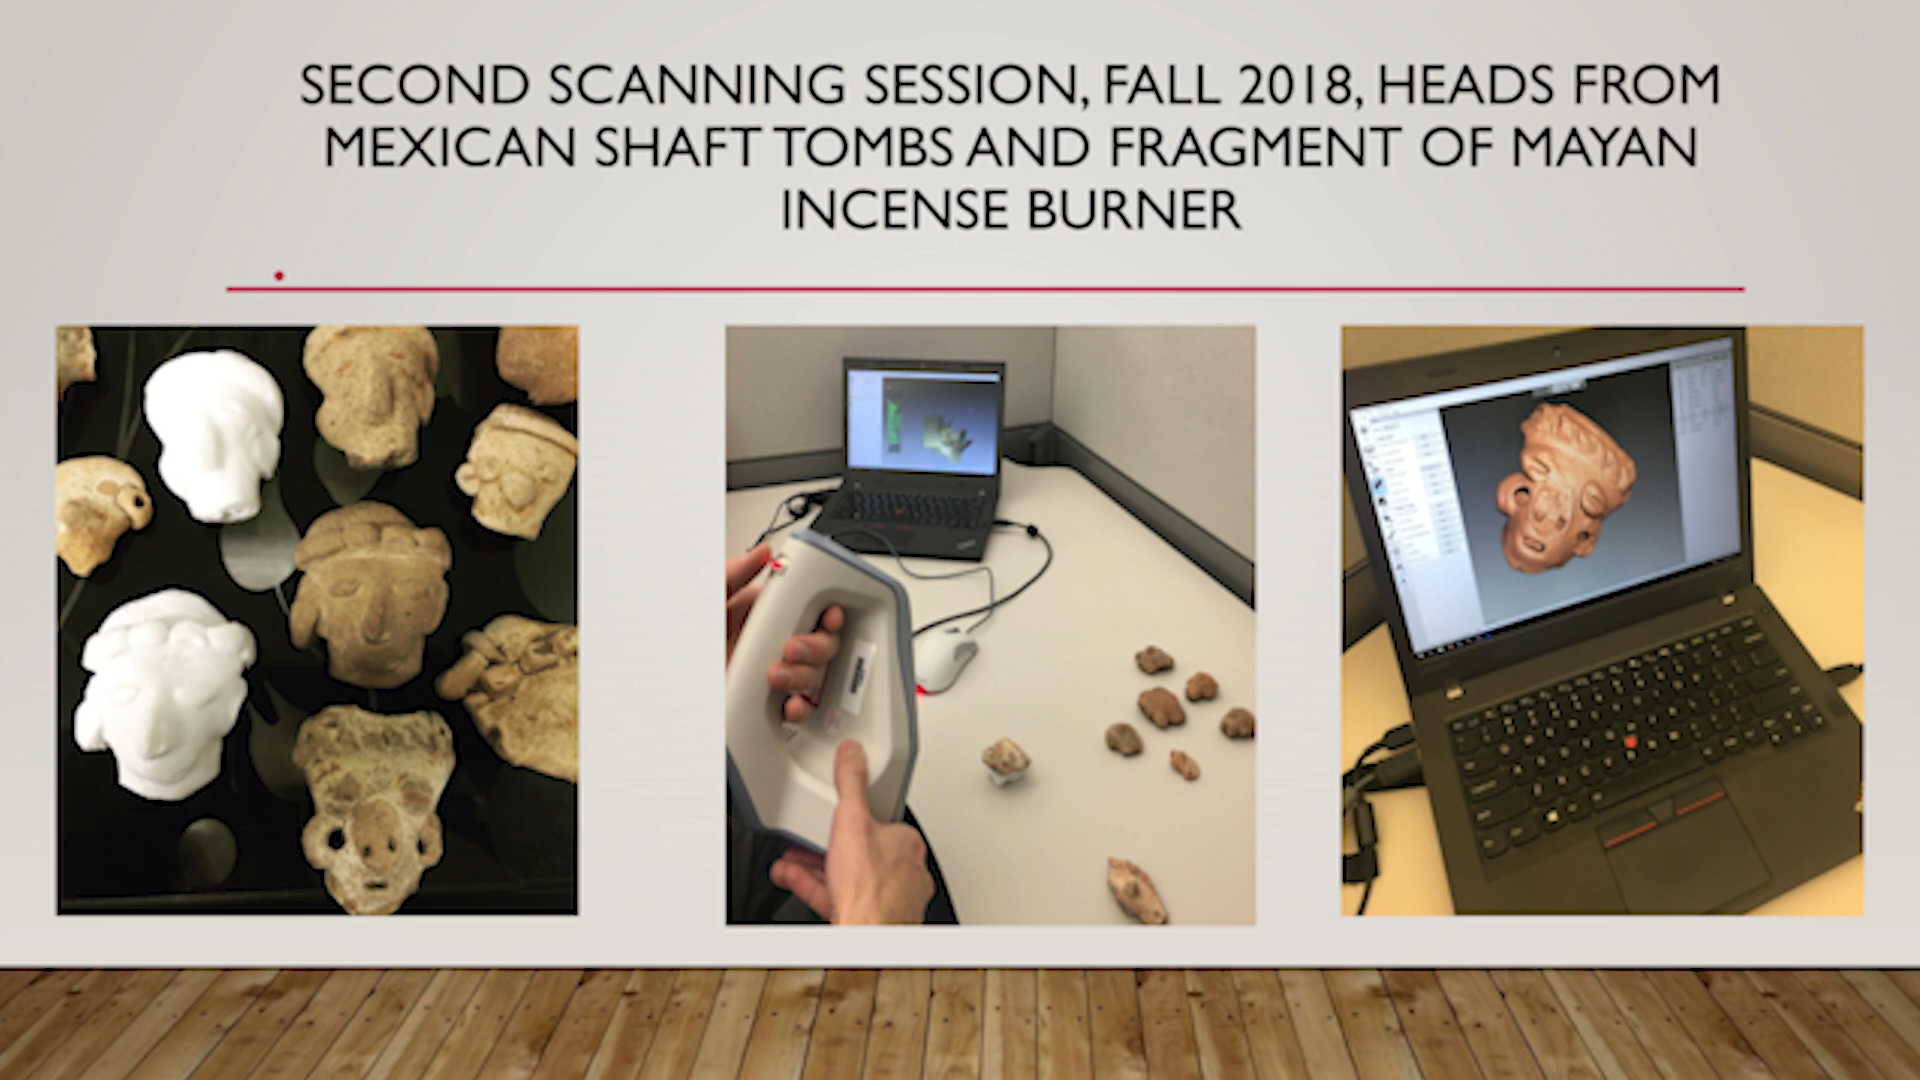 SECOND SCANNING SESSION, FALL 2018, HEADS FROM
MEXICAN SHAFT TOMBS AND FRAGMENT OF MAYAN
INCENSE BURNER